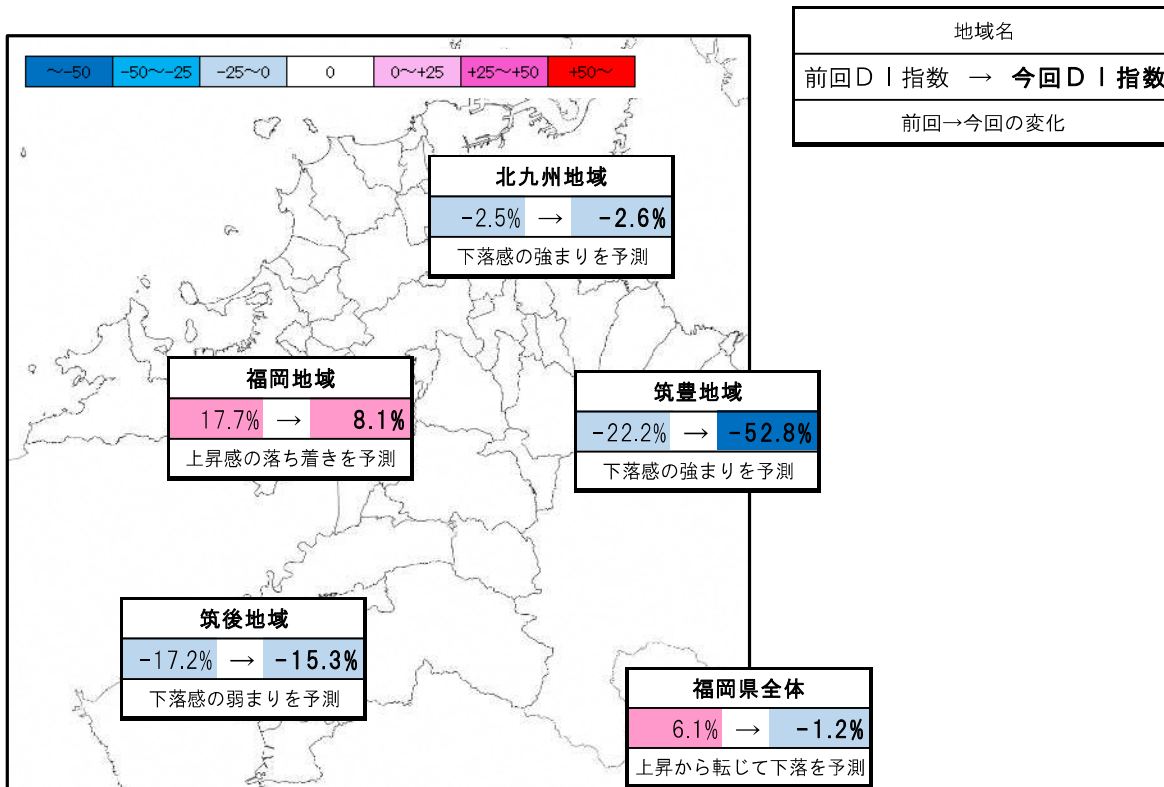 ~-50 -50~-25 -25~0 0 0~+25 +25~+50 +50~
地域名
前回DI指数 → 今回DI指数
前回→今回の変化
北九州地域
-2.5% → -2.6%
下落感の強まりを予測
福岡地域
17.7% → 8.1%
上昇感の落ち着きを予測
筑豊地域
-22.2% → -52.8%
下落感の強まりを予測
筑後地域
-17.2% → -15.3%
下落感の弱まりを予測
福岡県全体
6.1% → -1.2%
上昇から転じて下落を予測